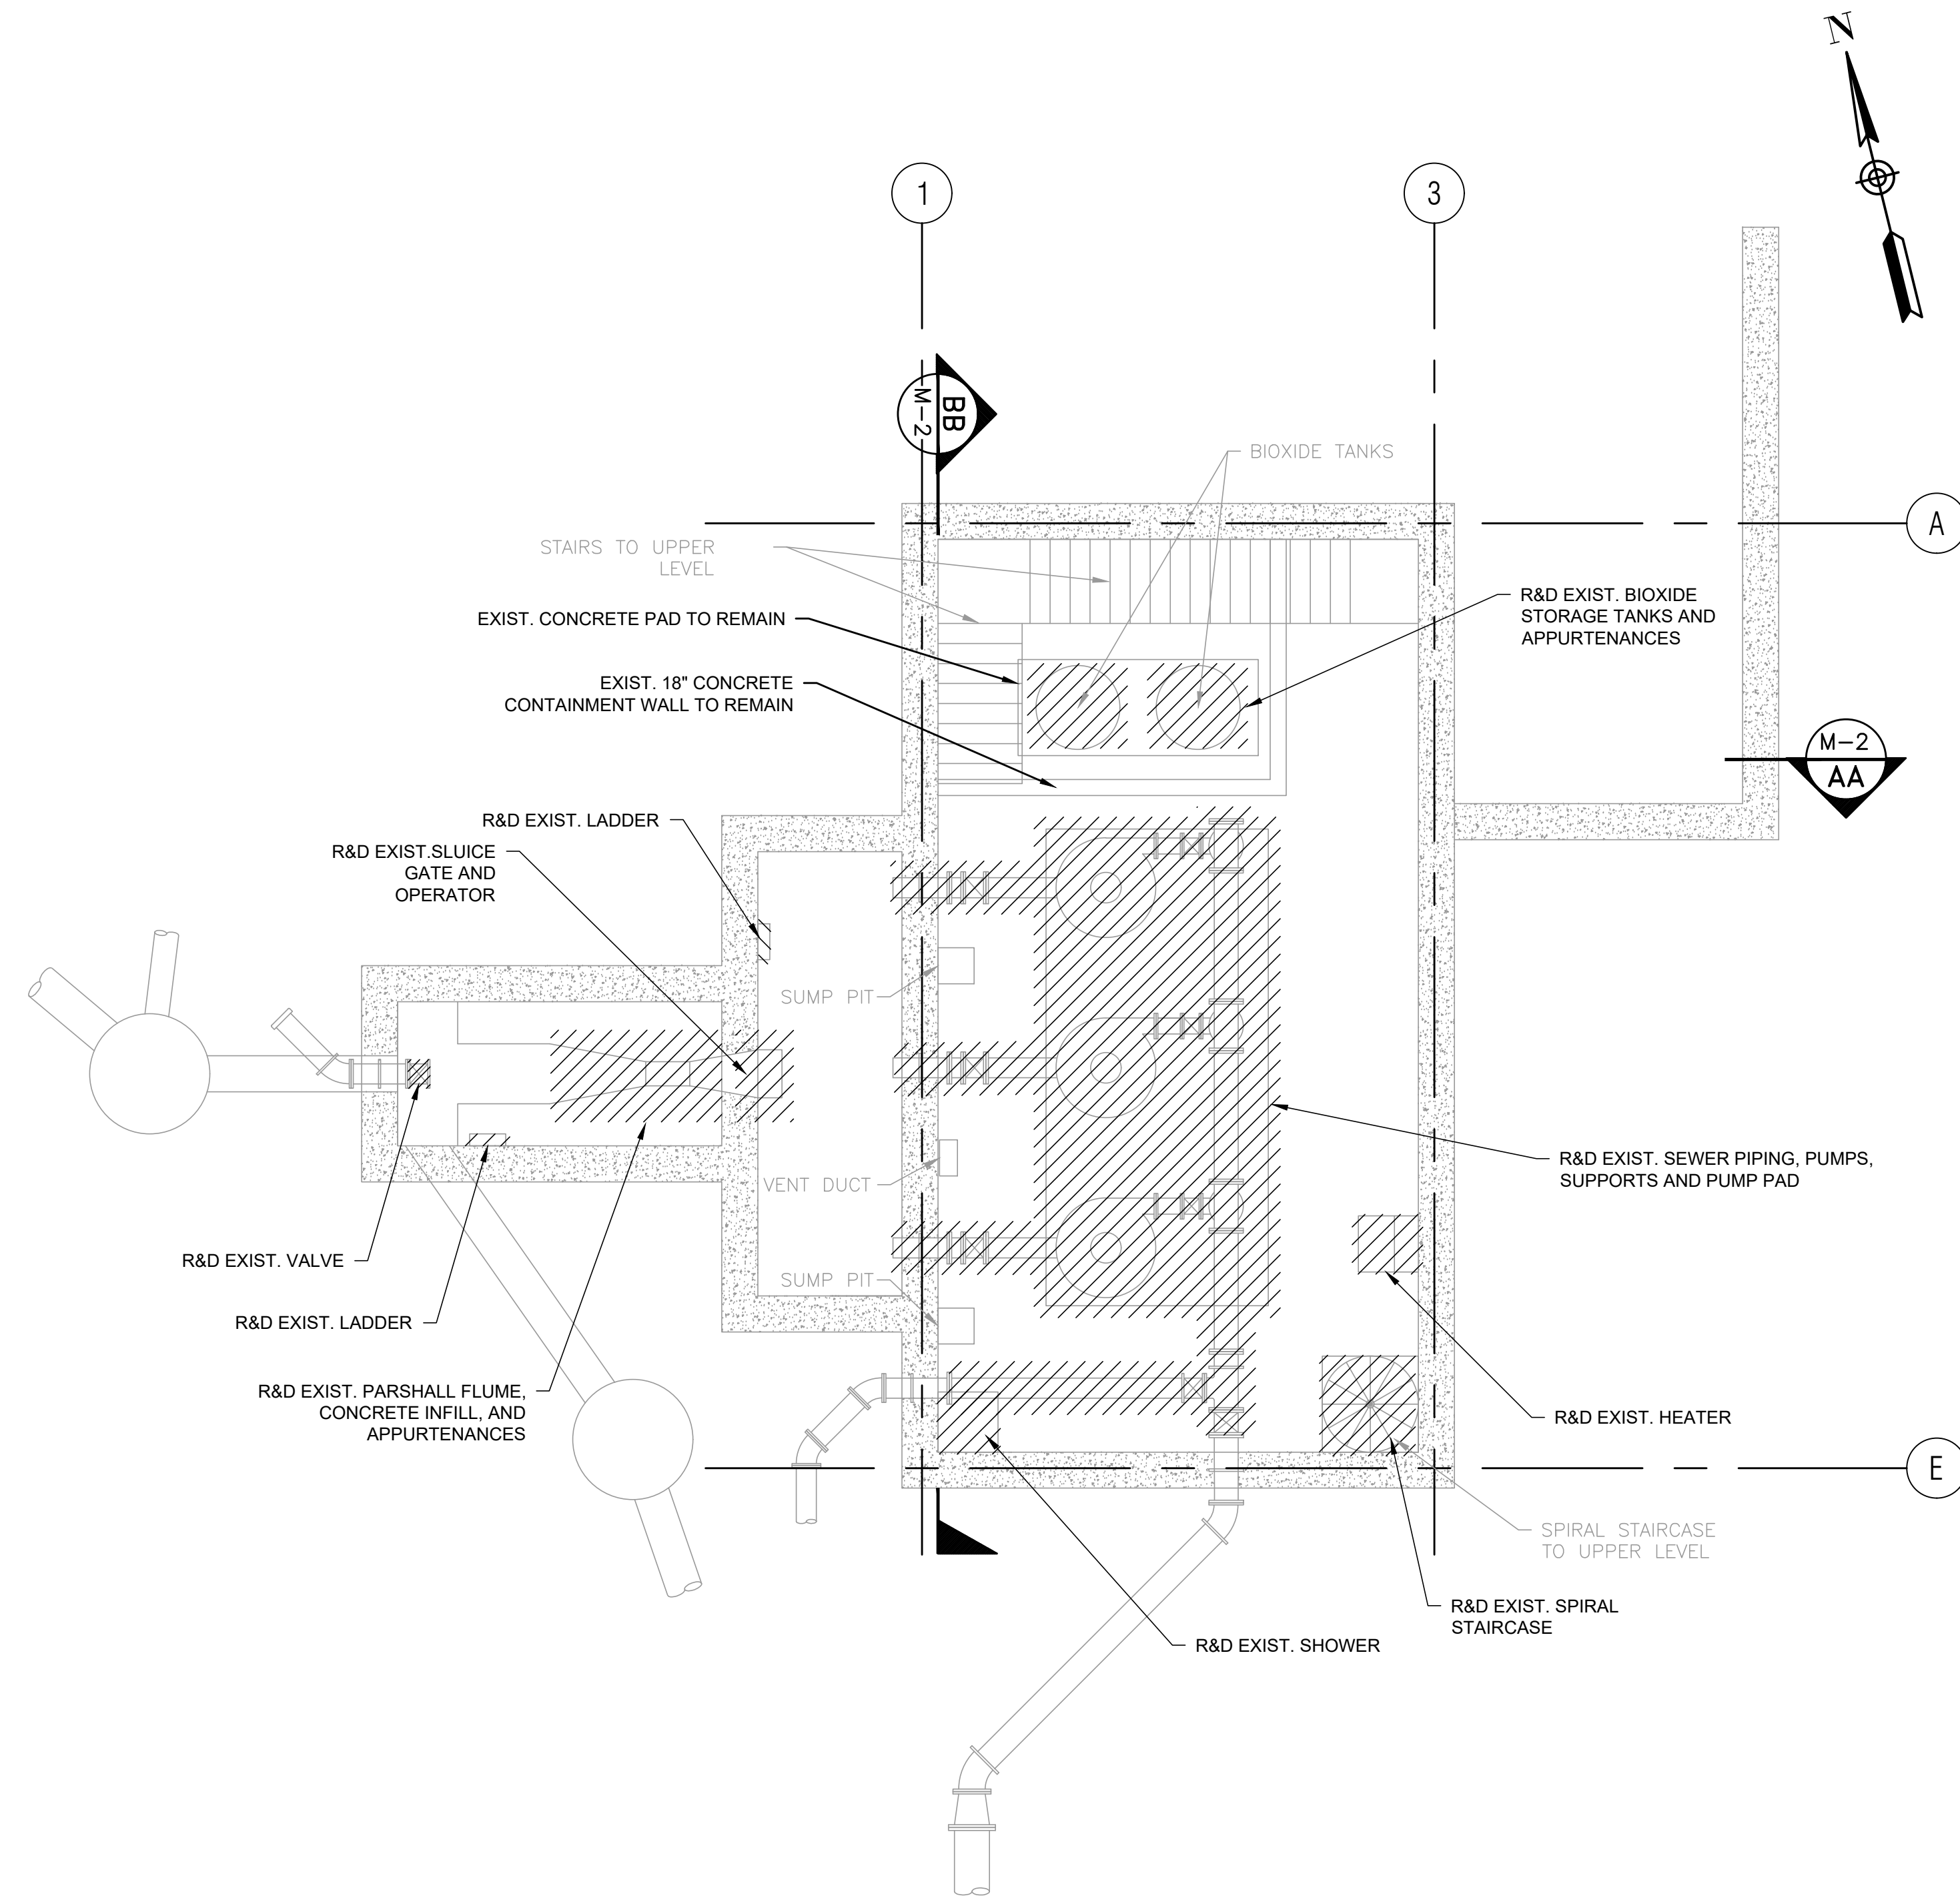 N
1
3
BB
M-2
BIOXIDE TANKS
A
STAIRS TO UPPER
LEVEL
EXIST. CONCRETE PAD TO REMAIN
R&D EXIST. BIOXIDE
STORAGE TANKS AND
APPURTENANCES
EXIST. 18" CONCRETE
CONTAINMENT WALL TO REMAIN
M-2
AA
R&D EXIST. LADDER
R&D EXIST.SLUICE
GATE AND
OPERATOR
SUMP PIT
VENT DUCT
R&D EXIST. SEWER PIPING, PUMPS,
SUPPORTS AND PUMP PAD
R&D EXIST. VALVE
SUMP PIT
R&D EXIST. LADDER
R&D EXIST. PARSHALL FLUME,
CONCRETE INFILL, AND
APPURTENANCES
R&D EXIST. HEATER
E
SPIRAL STAIRCASE
TO UPPER LEVEL
R&D EXIST. SPIRAL
STAIRCASE
R&D EXIST. SHOWER